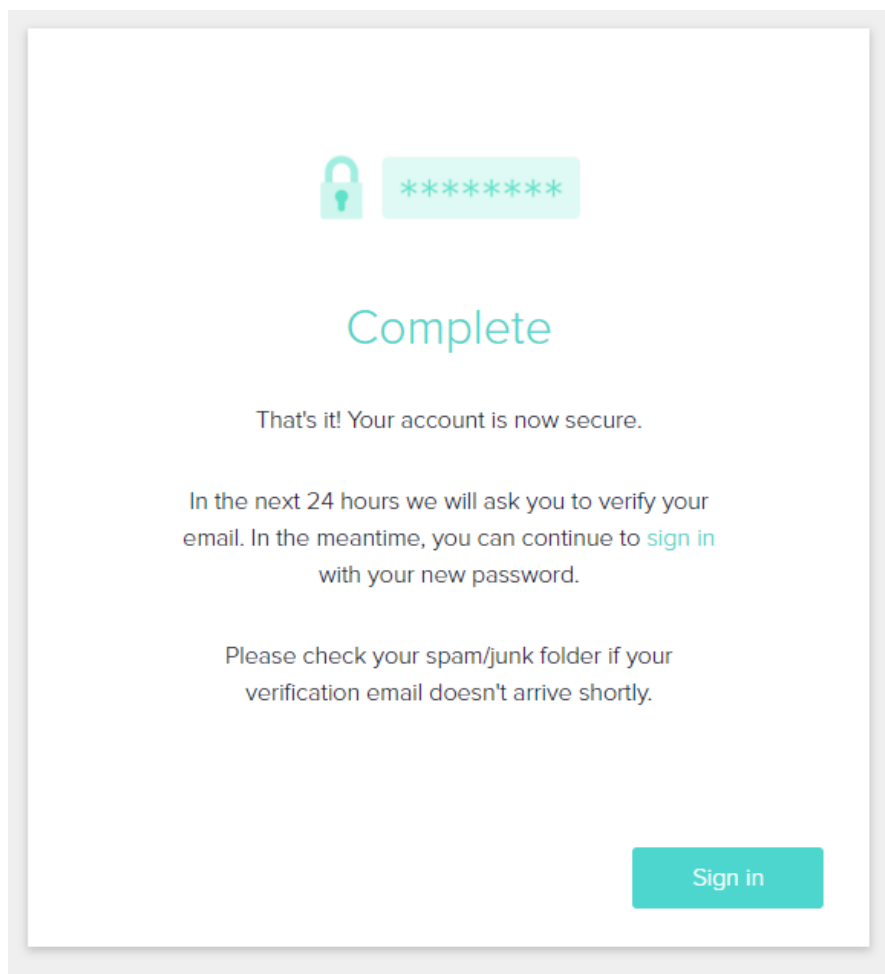 ********
Complete
That's it! Your account is now secure.
In the next 24 hours we will ask you to verify your
email. In the meantime, you can continue to sign in
with your new password.
Please check your spam/junk folder if your
verification email doesn't arrive shortly.
Sign in